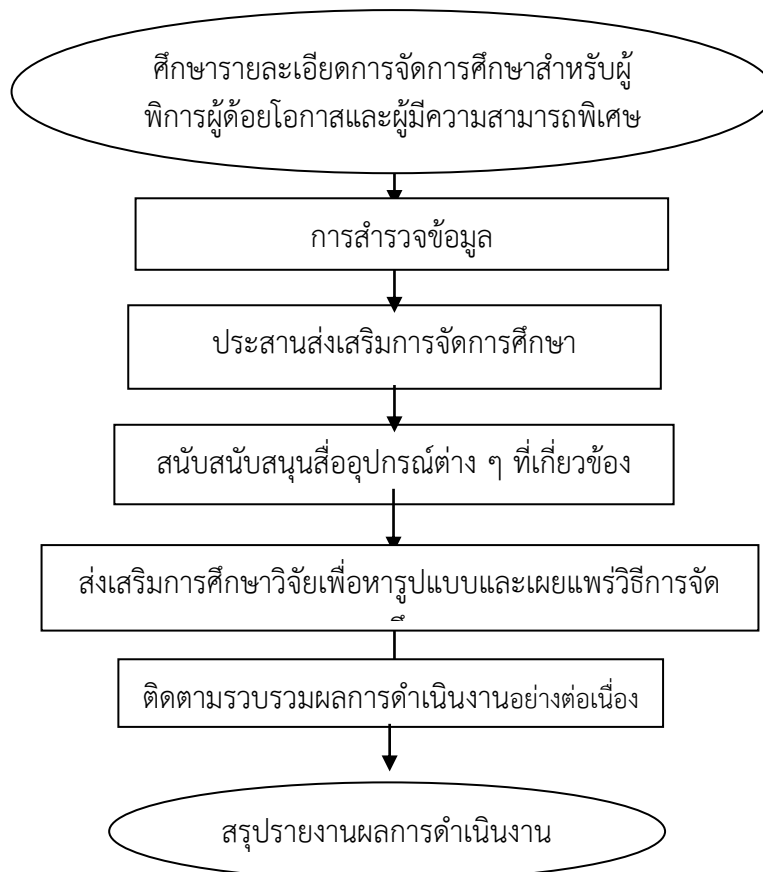 ศึกษารายละเอียดการจัดการศึกษาสำหรับผู้
พิการผู้ด้อยโอกาสและผู้มีความสามารถพิเศษ
การสำรวจข้อมูล
ประสานส่งเสริมการจัดการศึกษา
สนับสนับสนุนสื่ออุปกรณ์ต่าง ๆ ที่เกี่ยวข้อง
ส่งเสริมการศึกษาวิจัยเพื่อหารูปแบบและเผยแพร่วิธีการจัด
ติดตามรวบรวมผลการดำเนินงานอย่างต่อเนื่อง
สรุปรายงานผลการดำเนินงาน